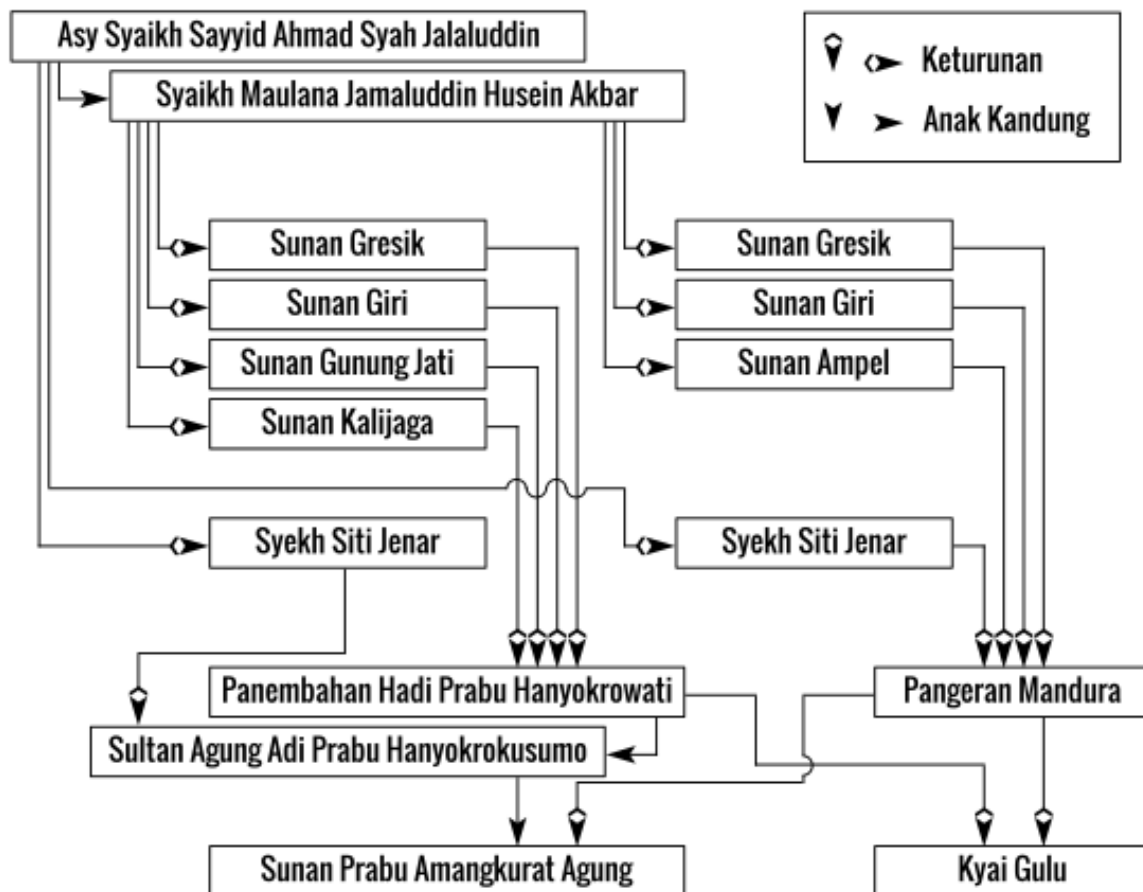 Asy Syaikh Sayyid Ahmad Syah Jalaluddin
Keturunan
Syaikh Maulana Jamaluddin Husein Akbar
Anak Kandung
Sunan Gresik
Sunan Gresik
Sunan Giri
Sunan Giri
Sunan Gunung Jati
Sunan Ampel
Sunan Kalijaga
Syekh Siti Jenar
Syekh Siti Jenar
Panembahan Hadi Prabu Hanyokrowati
Pangeran Mandura
Sultan Agung Adi Prabu Hanyokrokusumo
Sunan Prabu Amangkurat Agung
Kyai Gulu